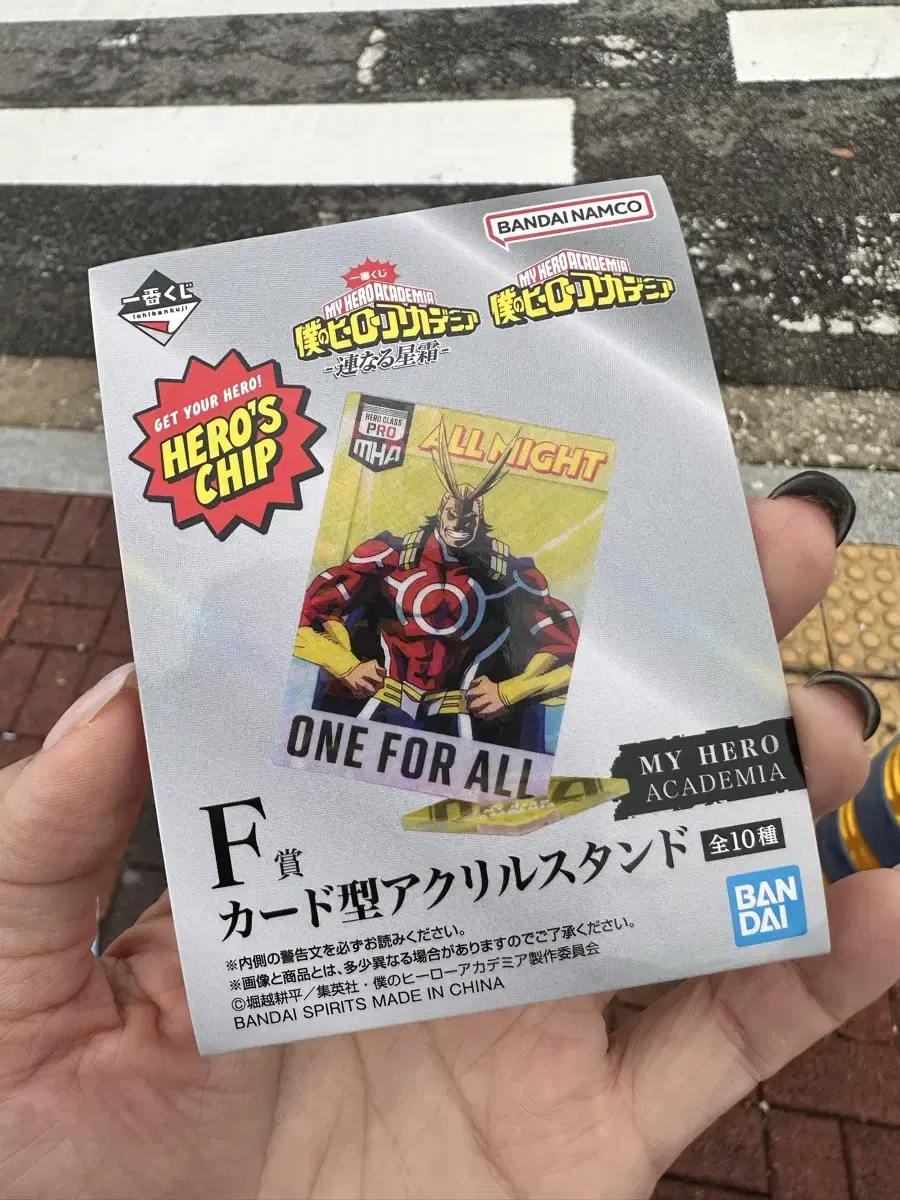 BANDAI NAMCO
一番くじ
ichibankuji
一番くじ
MY HERO ACADEMIA
僕のヒーローアカデミア
-連なる星霜-
MY HERO ACADEMIA
僕のヒーローアカデミア
GET YOUR HERO!
HERO'S
CHIP
HERO CLASS
PRO
MHA
ALL MIGHT
ONE FOR ALL
MY HERO
ACADEMIA
F賞
カード型アクリルスタンド 全10種
BAN
DAI
※内側の警告文を必ずお読みください。
※画像と商品とは、多少異なる場合がありますのでご了承ください。
©堀越耕平／集英社・僕のヒーローアカデミア製作委員会
BANDAI SPIRITS MADE IN CHINA